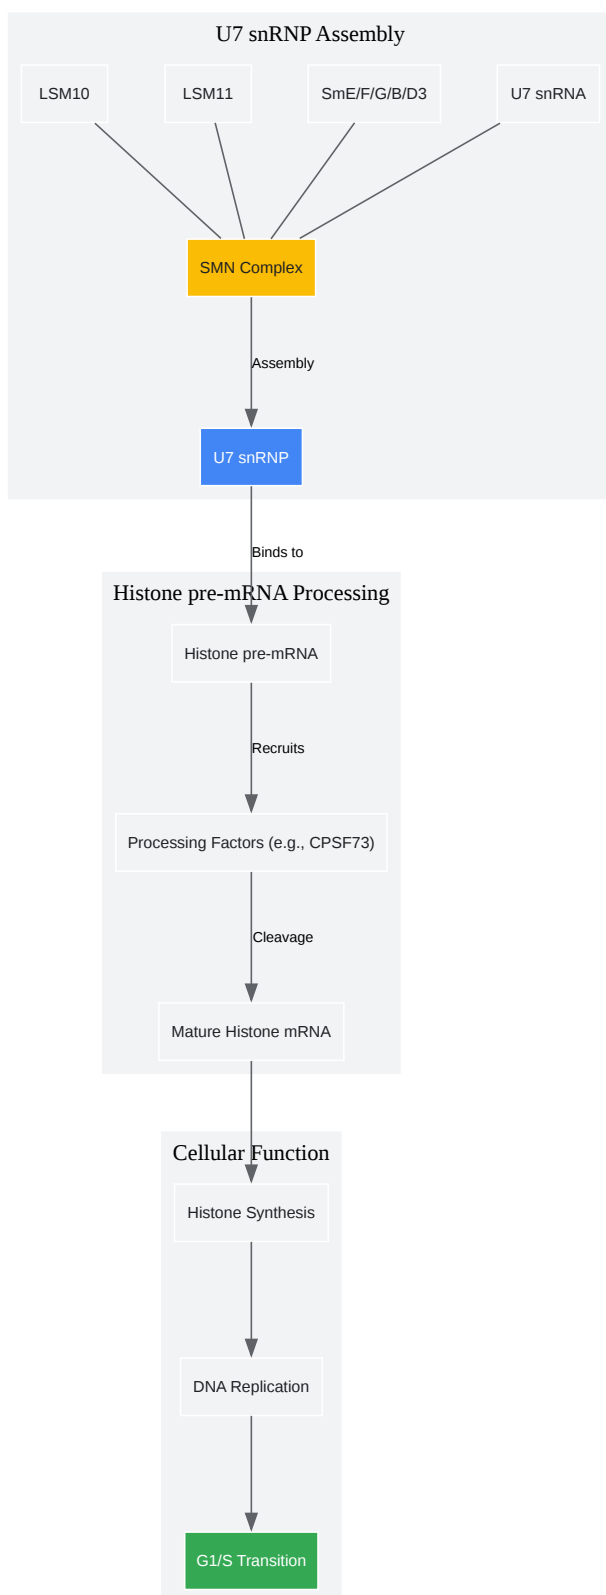 U7 snRNP Assembly
LSM10
LSM11
SmE/F/G/B/D3
U7 snRNA
SMN Complex
Assembly
U7 snRNP
Binds to
Histone pre-mRNA Processing
Histone pre-mRNA
Recruits
Processing Factors (e.g., CPSF73)
Cleavage
Mature Histone mRNA
Cellular Function
Histone Synthesis
DNA Replication
G1/S Transition